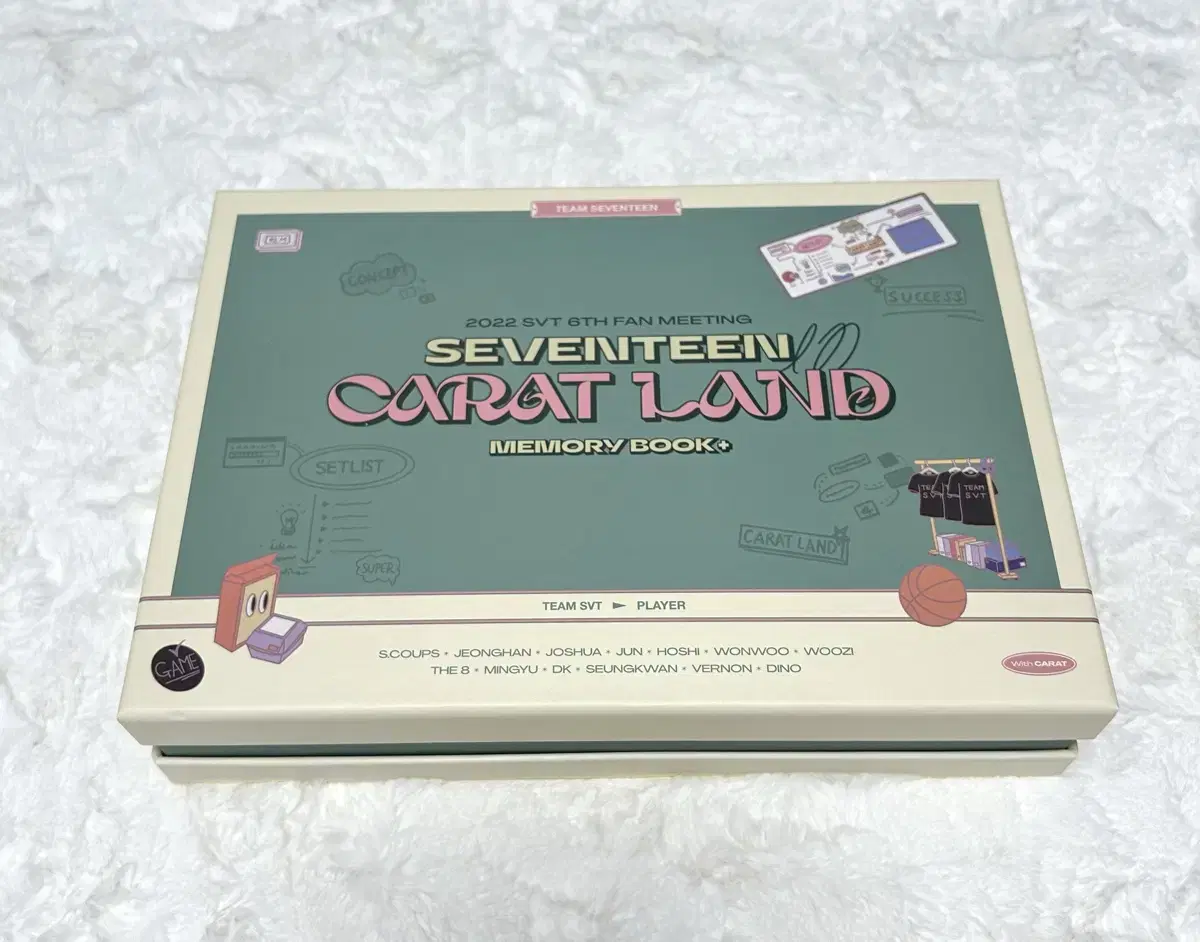 TEAM SEVENTEEN
CONCEPT
SUCCESS
2022 SVT 6TH FAN MEETING
SEVENTEEN
CARAT LAND
MEMORY BOOK+
SETLIST
idea
SUPER
CARAT LAND
TEAM SVT
TEAM SVT ► PLAYER
GAME
S.COUPS * JEONGHAN * JOSHUA * JUN * HOSHI * WONWOO * WOOZI
THE 8 * MINGYU * DK * SEUNGKWAN * VERNON * DINO
With CARAT